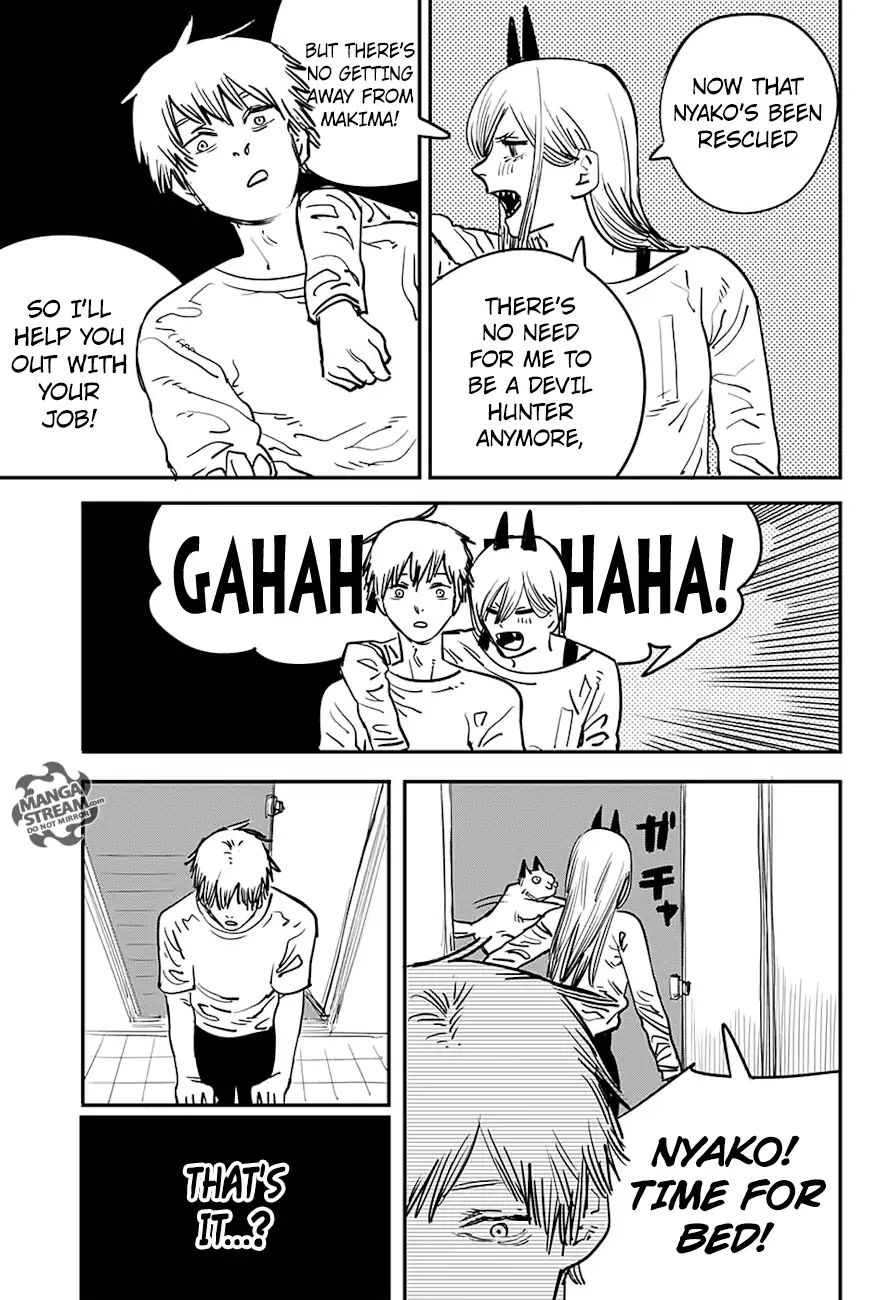 NOW THAT
NYAKO'S BEEN
RESCUED
THERE'S
NO NEED
FOR ME TO
BE A DEVIL
HUNTER
ANYMORE,
BUT THERE'S
NO GETTING
AWAY FROM
MAKIMA!
SO I'LL
HELP YOU
OUT WITH
YOUR
JOB!
GAHAH
HAHA!
ガチャ
NYAKO!
TIME FOR
BED!
MANGA
STREAM.com
DO NOT MIRROR
THAT'S
IT...?